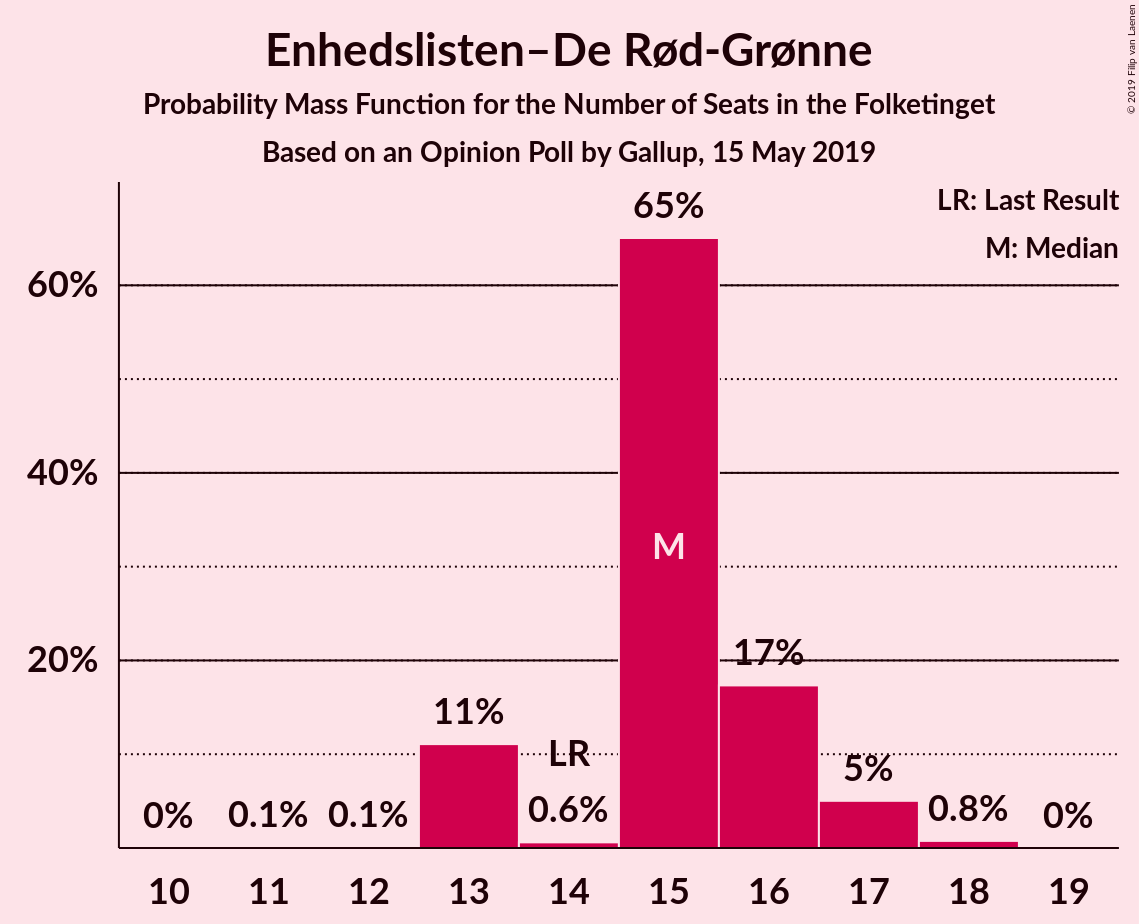 Enhedslisten–De Rød-Grønne
Probability Mass Function for the Number of Seats in the Folketinget
Based on an Opinion Poll by Gallup, 15 May 2019
© 2019 Filip van Laenen
LR: Last Result
M: Median
65%
60%
40%
M
20%
17%
11%
LR
5%
0%
0.1%
0.1%
0.6%
0.8%
0%
10 11 12 13 14 15 16 17 18 19